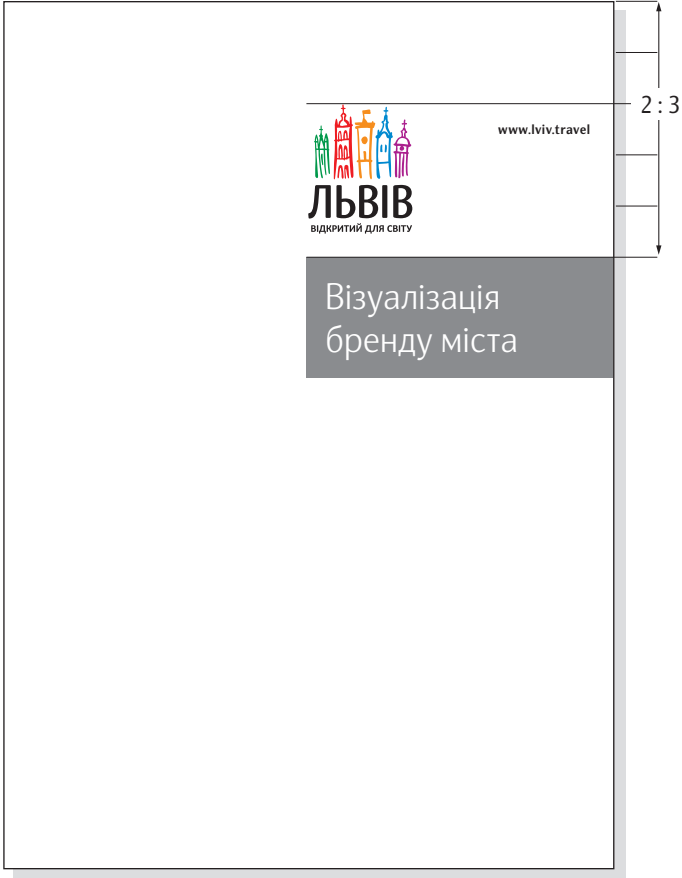 2 : 3
www.lviv.travel
ЛЬВІВ
ВІДКРИТИЙ ДЛЯ СВІТУ
Візуалізація
бренду міста